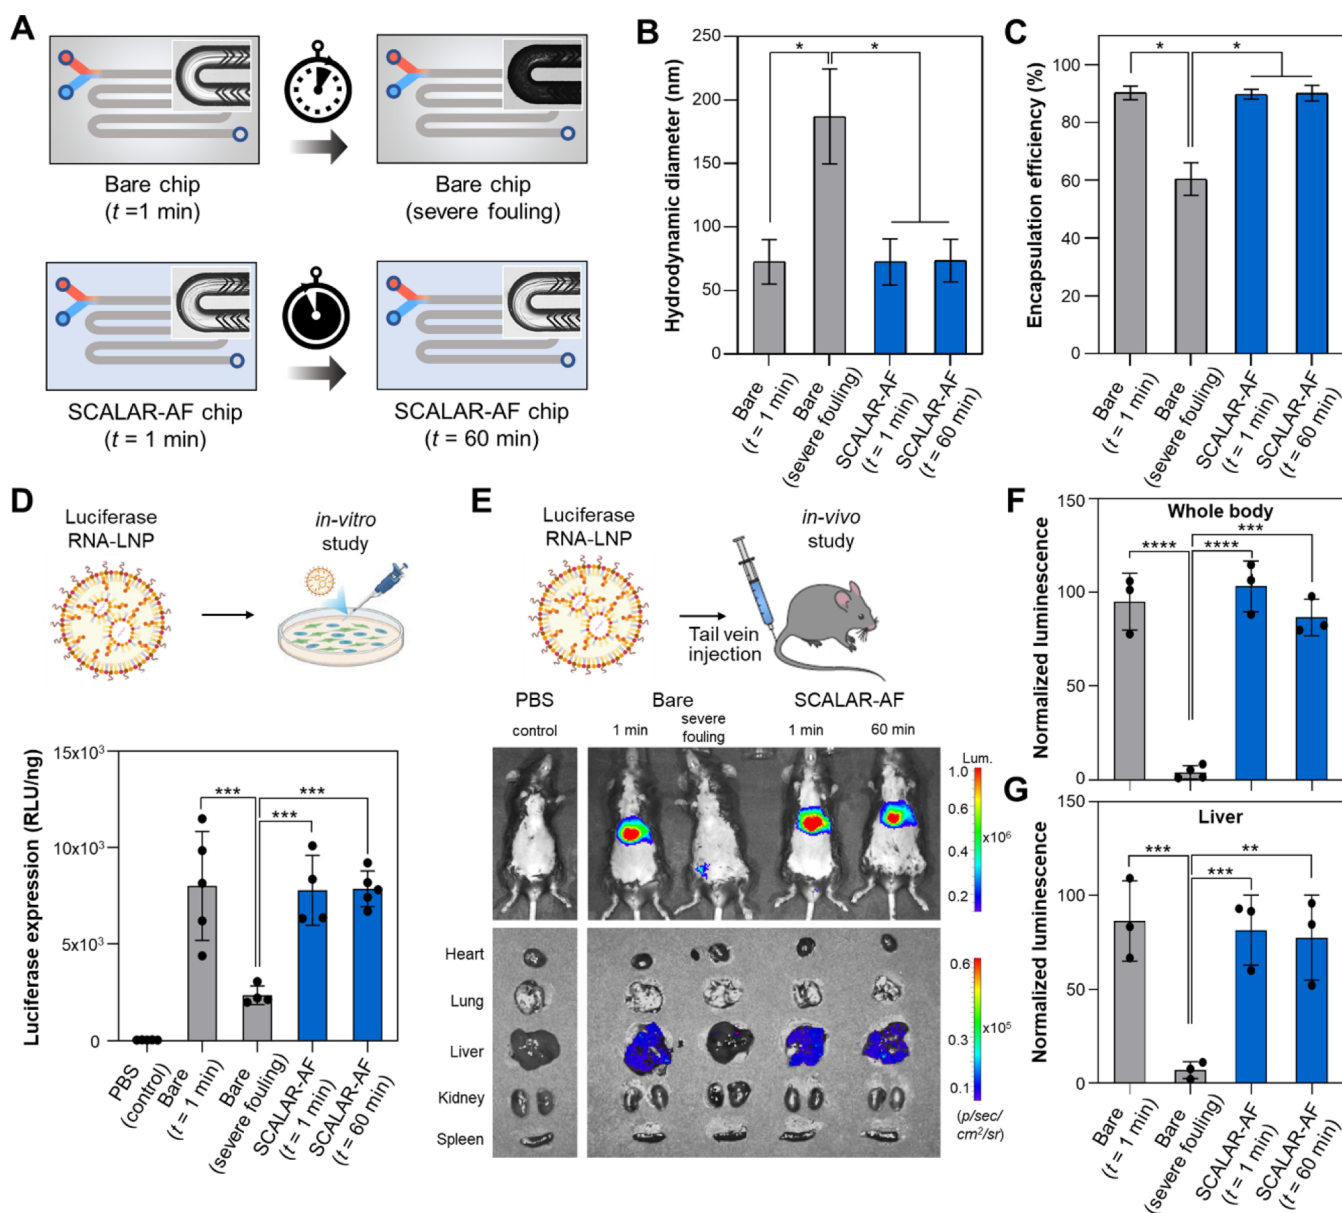 A
Bare chip
(t =1 min)
Bare chip
(severe fouling)
SCALAR-AF chip
(t = 1 min)
SCALAR-AF chip
(t = 60 min)
B
Hydrodynamic diameter (nm)
250
200
150
100
50
0
*
*
Bare
(t = 1 min)
Bare
(severe fouling)
SCALAR-AF
(t = 1 min)
SCALAR-AF
(t = 60 min)
C
Encapsulation efficiency (%)
100
80
60
40
20
0
*
*
Bare
(t = 1 min)
Bare
(severe fouling)
SCALAR-AF
(t = 1 min)
SCALAR-AF
(t = 60 min)
D
Luciferase
RNA-LNP
in-vitro
study
Luciferase expression (RLU/ng)
15x10³
10x10³
5x10³
0
***
***
***
PBS
(control)
Bare
(t = 1 min)
Bare
(severe fouling)
SCALAR-AF
(t = 1 min)
SCALAR-AF
(t = 60 min)
E
Luciferase
RNA-LNP
in-vivo
study
Tail vein
injection
PBS
Bare
SCALAR-AF
control
1 min
severe
fouling
1 min
60 min
Lum.
1.0
0.8
0.6
0.4
0.2
x10⁶
Heart
Lung
Liver
Kidney
Spleen
0.6
0.3
0.1
x10⁵
(p/sec/
cm²/sr)
F
Whole body
Normalized luminescence
150
100
50
0
****
****
***
G
Liver
Normalized luminescence
150
100
50
0
***
***
**
Bare
(t = 1 min)
Bare
(severe fouling)
SCALAR-AF
(t = 1 min)
SCALAR-AF
(t = 60 min)